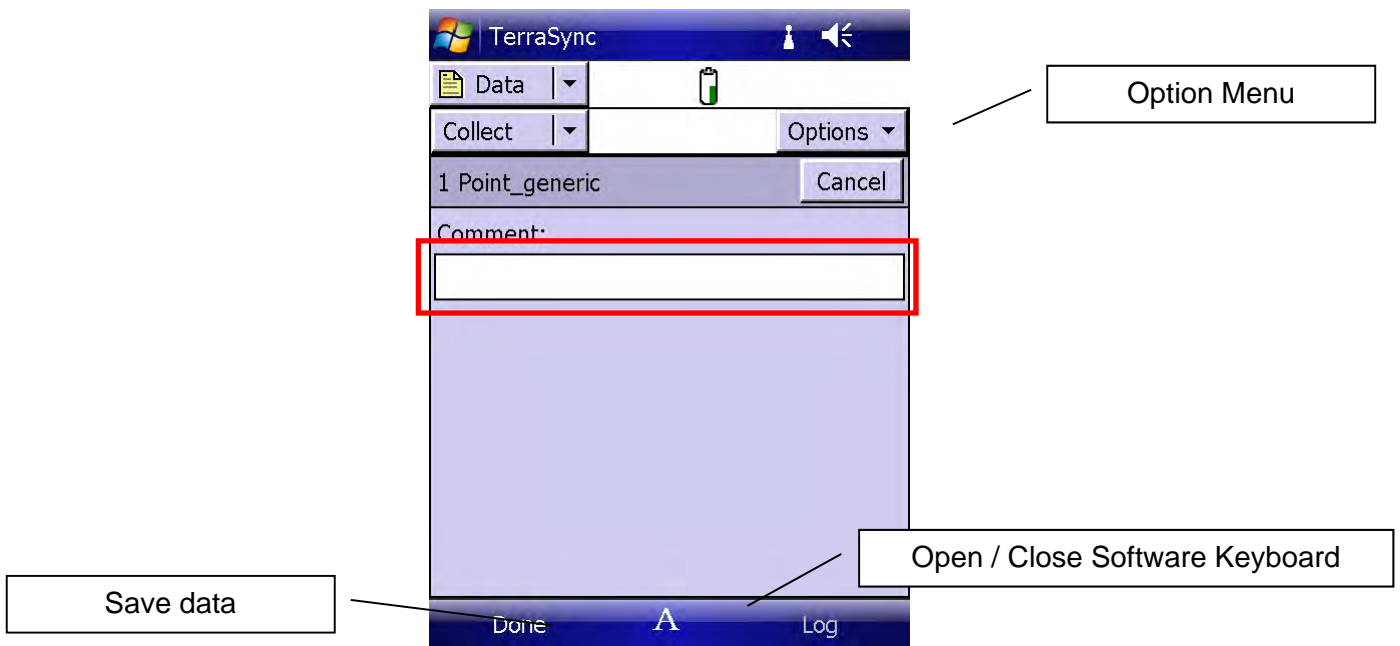 TerraSync
Data
Option Menu
Collect
Options
1 Point_generic
Cancel
Comment:
Open / Close Software Keyboard
Save data
Done
A
Log